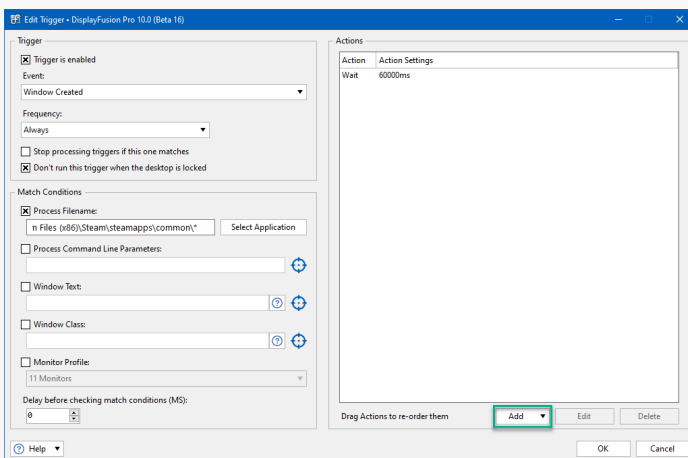 Edit Trigger • DisplayFusion Pro 10.0 (Beta 16)
Trigger
Trigger is enabled
Event:
Window Created
Frequency:
Always
Stop processing triggers if this one matches
Don't run this trigger when the desktop is locked
Match Conditions
Process Filename:
n Files (x86)\Steam\steamapps\common\* Select Application
Process Command Line Parameters:
Window Text:
Window Class:
Monitor Profile:
11 Monitors
Delay before checking match conditions (MS):
0
Help
Actions
Action Action Settings
Wait 60000ms
Drag Actions to re-order them Add Edit Delete
OK Cancel